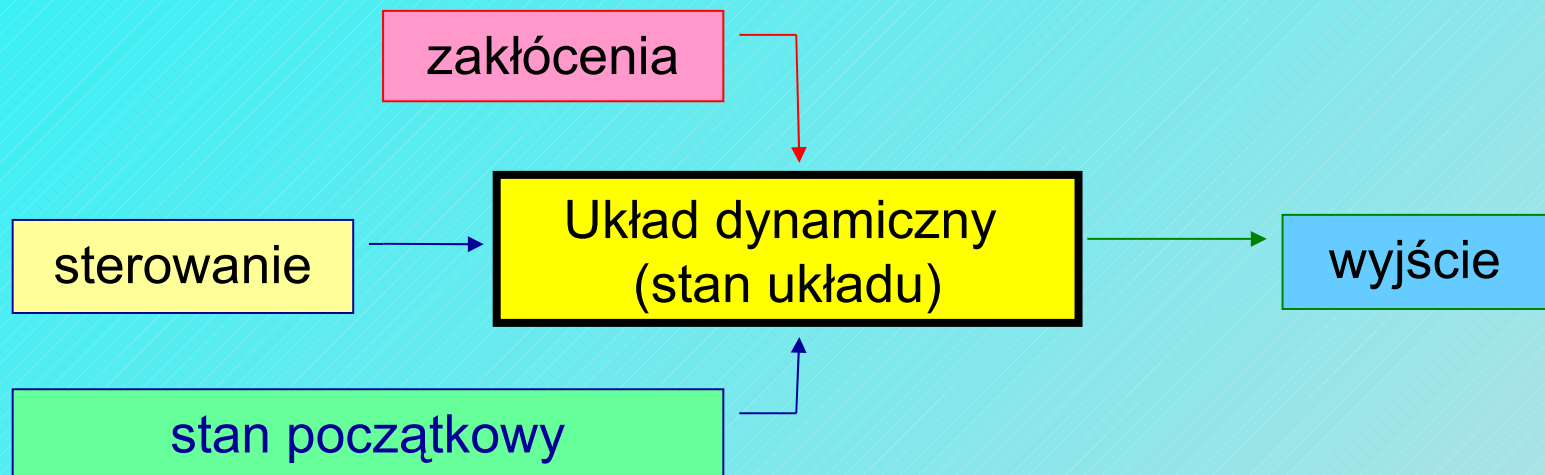 zakłócenia
Układ dynamiczny
(stan układu)
sterowanie
wyjście
stan początkowy